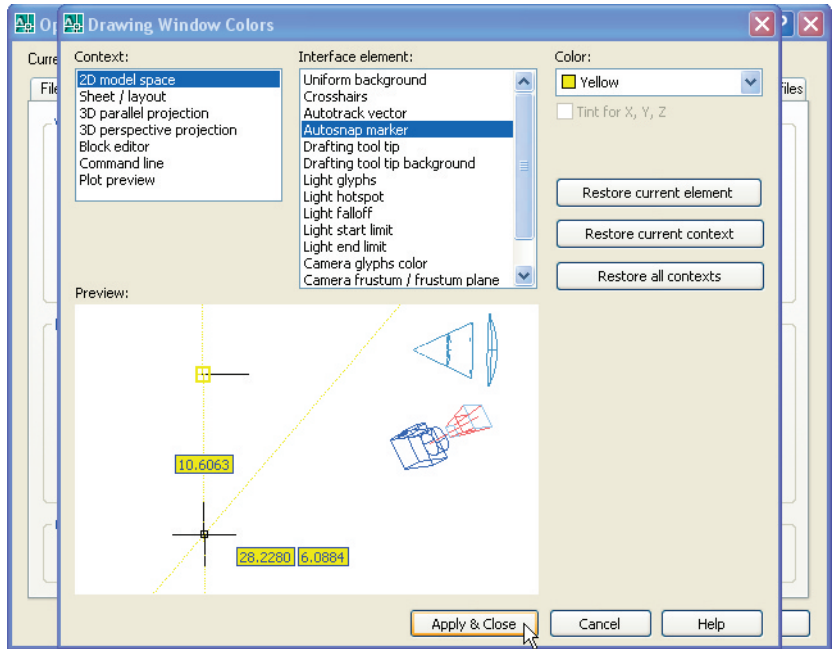 Op
Drawing Window Colors
?
X
Curre
File
iles
Context:
2D model space
Sheet / layout
3D parallel projection
3D perspective projection
Block editor
Command line
Plot preview
Interface element:
Uniform background
Crosshairs
Autotrack vector
Autosnap marker
Drafting tool tip
Drafting tool tip background
Light glyphs
Light hotspot
Light falloff
Light start limit
Light end limit
Camera glyphs color
Camera frustum / frustum plane
Color:
Yellow
Tint for X, Y, Z
Restore current element
Restore current context
Restore all contexts
Preview:
10.6063
28.2280 6.0884
Apply & Close Cancel Help